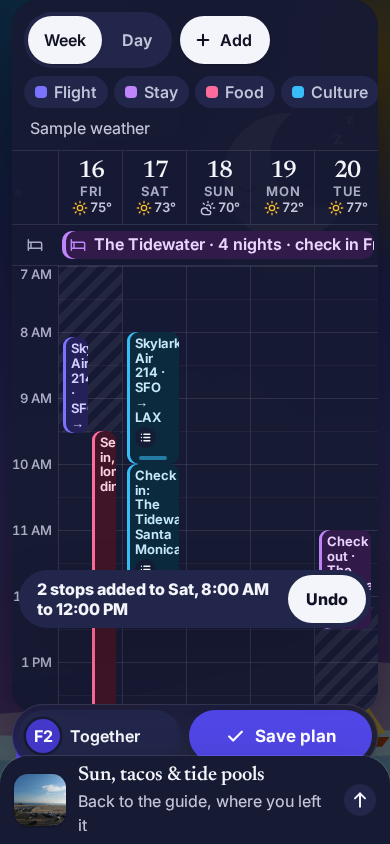 Week
Day
+ Add
Flight
Stay
Food
Culture
Sample weather
16
17
18
19
20
FRI
SAT
SUN
MON
TUE
75°
73°
70°
72°
77°
The Tidewater · 4 nights · check in
7 AM
8 AM
9 AM
10 AM
11 AM
1 PM
Air
214 ·
→
in,
Skylark
Air
214 ·
SFO
→
LAX
Check
in:
The
Santa
Monica
Check
out ·
The
2 stops added to Sat, 8:00 AM
to 12:00 PM
Undo
F2
Together
Save plan
Sun, tacos & tide pools
Back to the guide, where you left
it